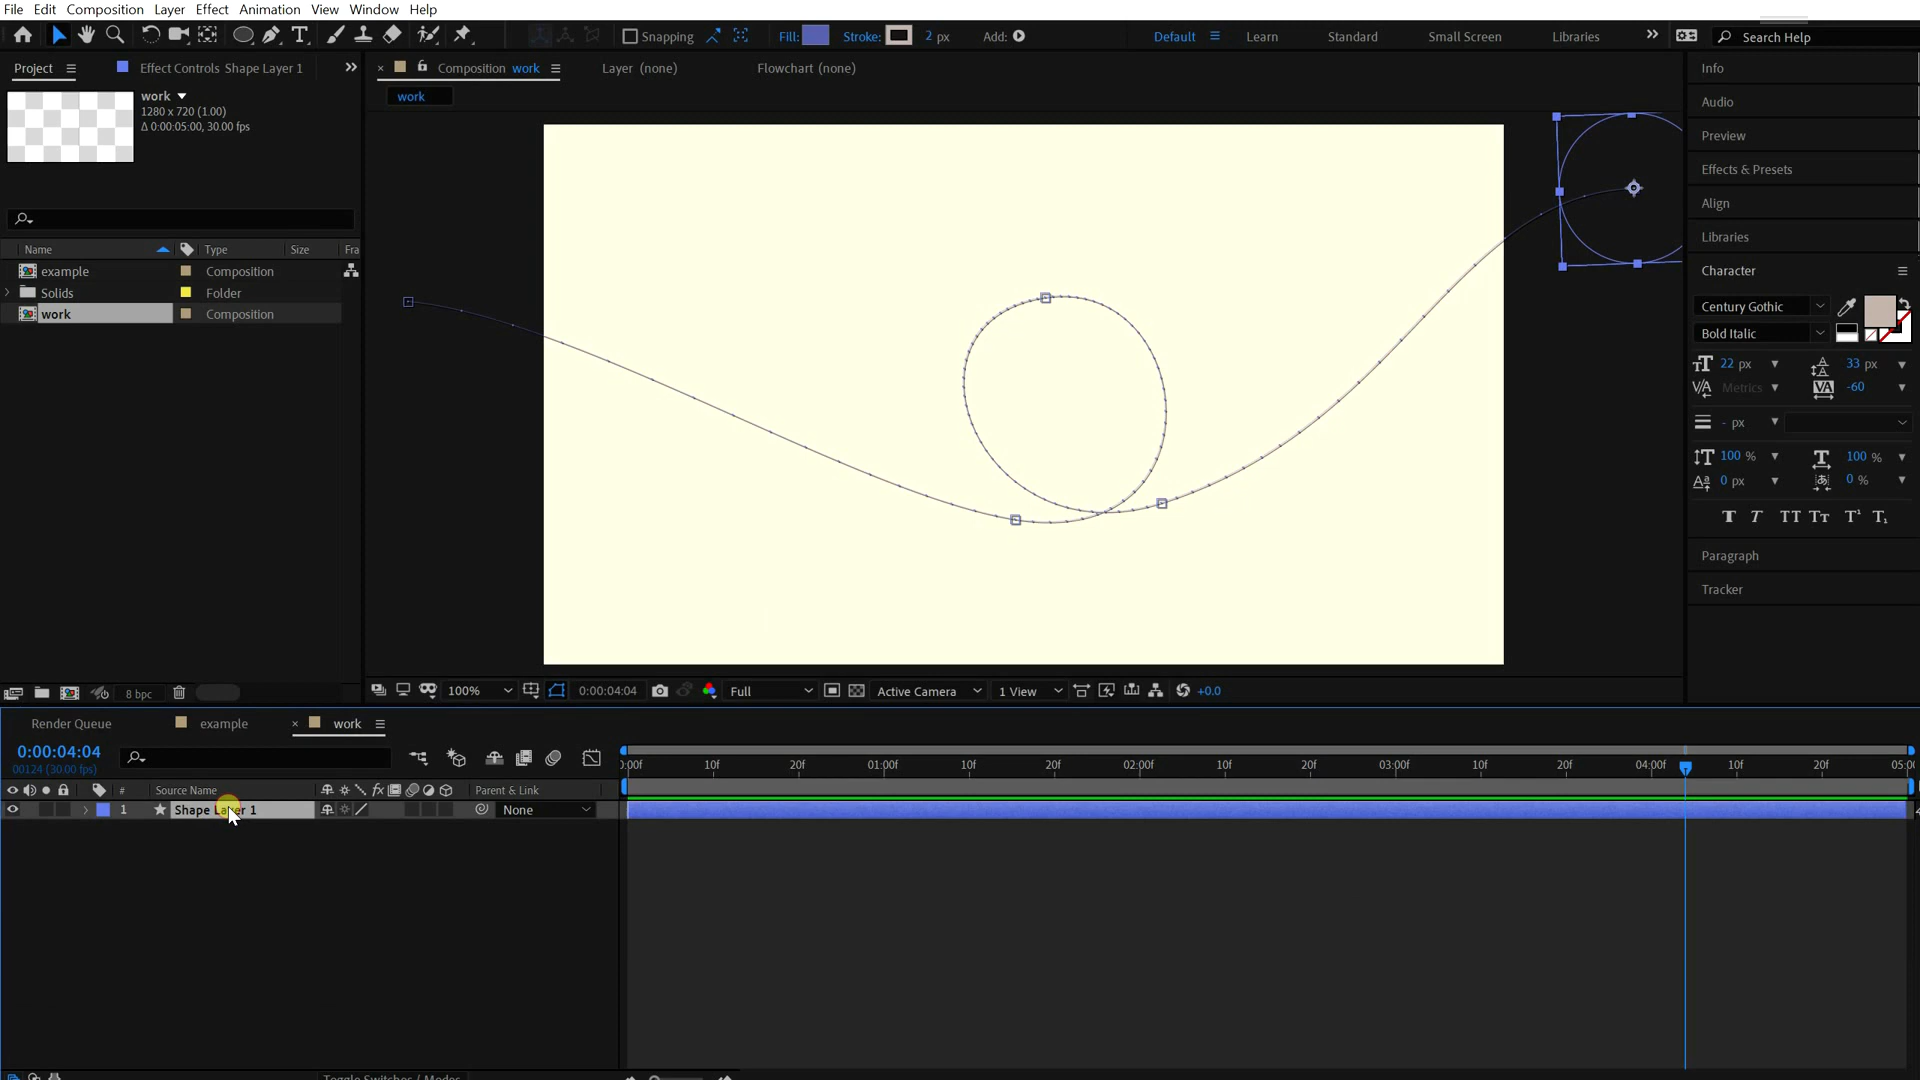 File Edit Composition Layer Effect Animation View Window Help
Snapping Fill: Stroke: 2 px Add: Default Learn Standard Small Screen Libraries Search Help
Project Effect Controls Shape Layer 1 Composition work Layer (none) Flowchart (none) Info
work
1280 x 720 (1.00)
Δ 0:00:05:00, 30.00 fps
work
Audio
Preview
Effects & Presets
Align
Libraries
Character
Name Type Size Fra
example Composition
Solids Folder
work Composition
Century Gothic
Bold Italic
22 px 33 px
Metrics -60
- px
100 % 100 %
0 px 0 %
Paragraph
Tracker
8 bpc 100% 0:00:04:04 Full Active Camera 1 View +0.0
Render Queue example work
0:00:04:04
00124 (30.00 fps)
0:00f 10f 20f 01:00f 10f 20f 02:00f 10f 20f 03:00f 10f 20f 04:00f 10f 20f 05:00
# Source Name Parent & Link
1 Shape Layer 1 None
Toggle Switches / Modes